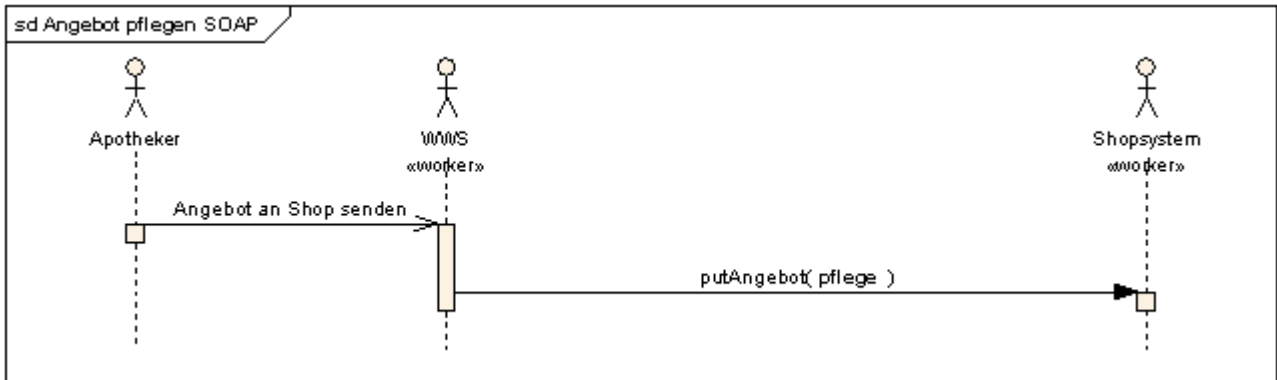 sd Angebot pflegen SOAP
Apotheker
WWS
«worker»
Shopsystem
«worker»
Angebot an Shop senden
putAngebot( pflege )